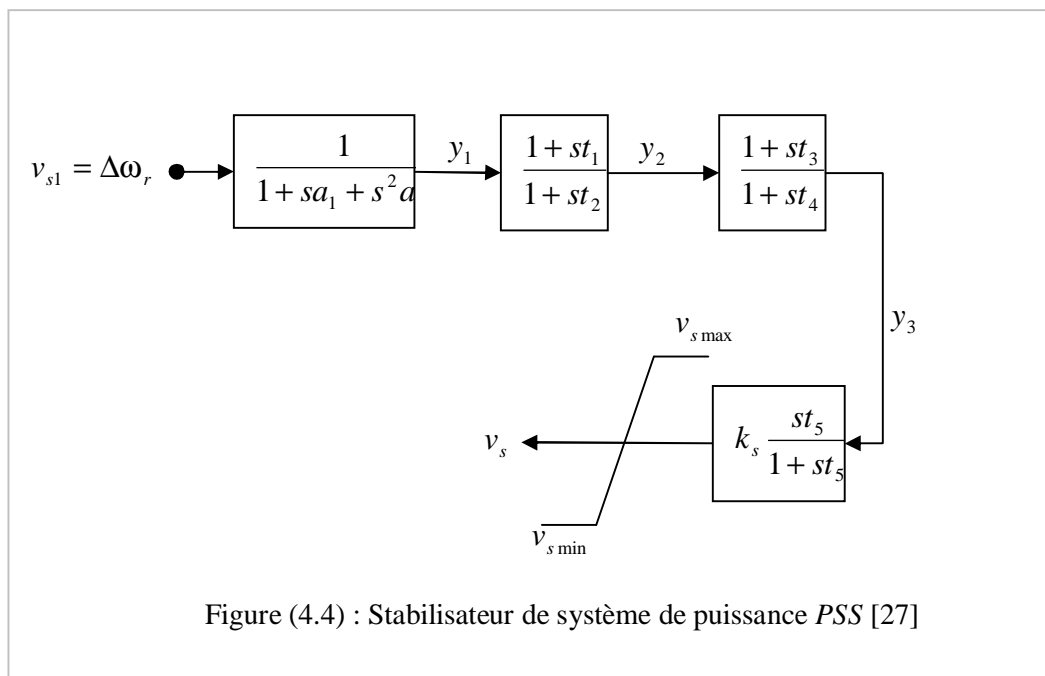 v_{s1} = Δω_r
1
1 + sa_1 + s^2a
y_1
1 + st_1
1 + st_2
y_2
1 + st_3
1 + st_4
y_3
v_{s max}
v_s
k_s st_5
1 + st_5
v_{s min}
Figure (4.4) : Stabilisateur de système de puissance PSS [27]